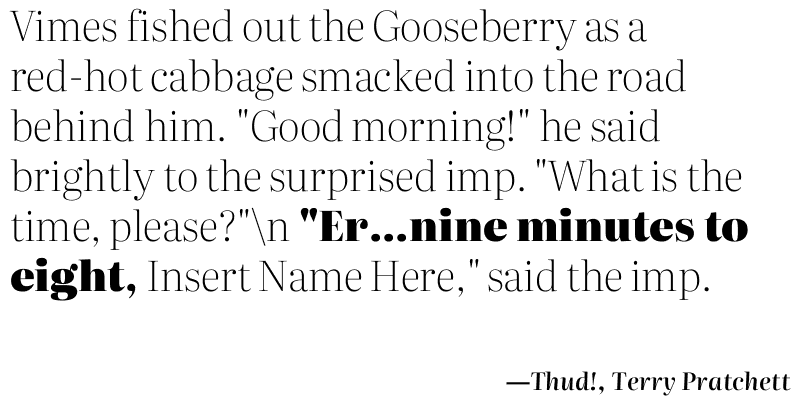 Vimes fished out the Gooseberry as a
red-hot cabbage smacked into the road
behind him. "Good morning!" he said
brightly to the surprised imp. "What is the
time, please?"\n "Er...nine minutes to
eight, Insert Name Here," said the imp.
—Thud!, Terry Pratchett